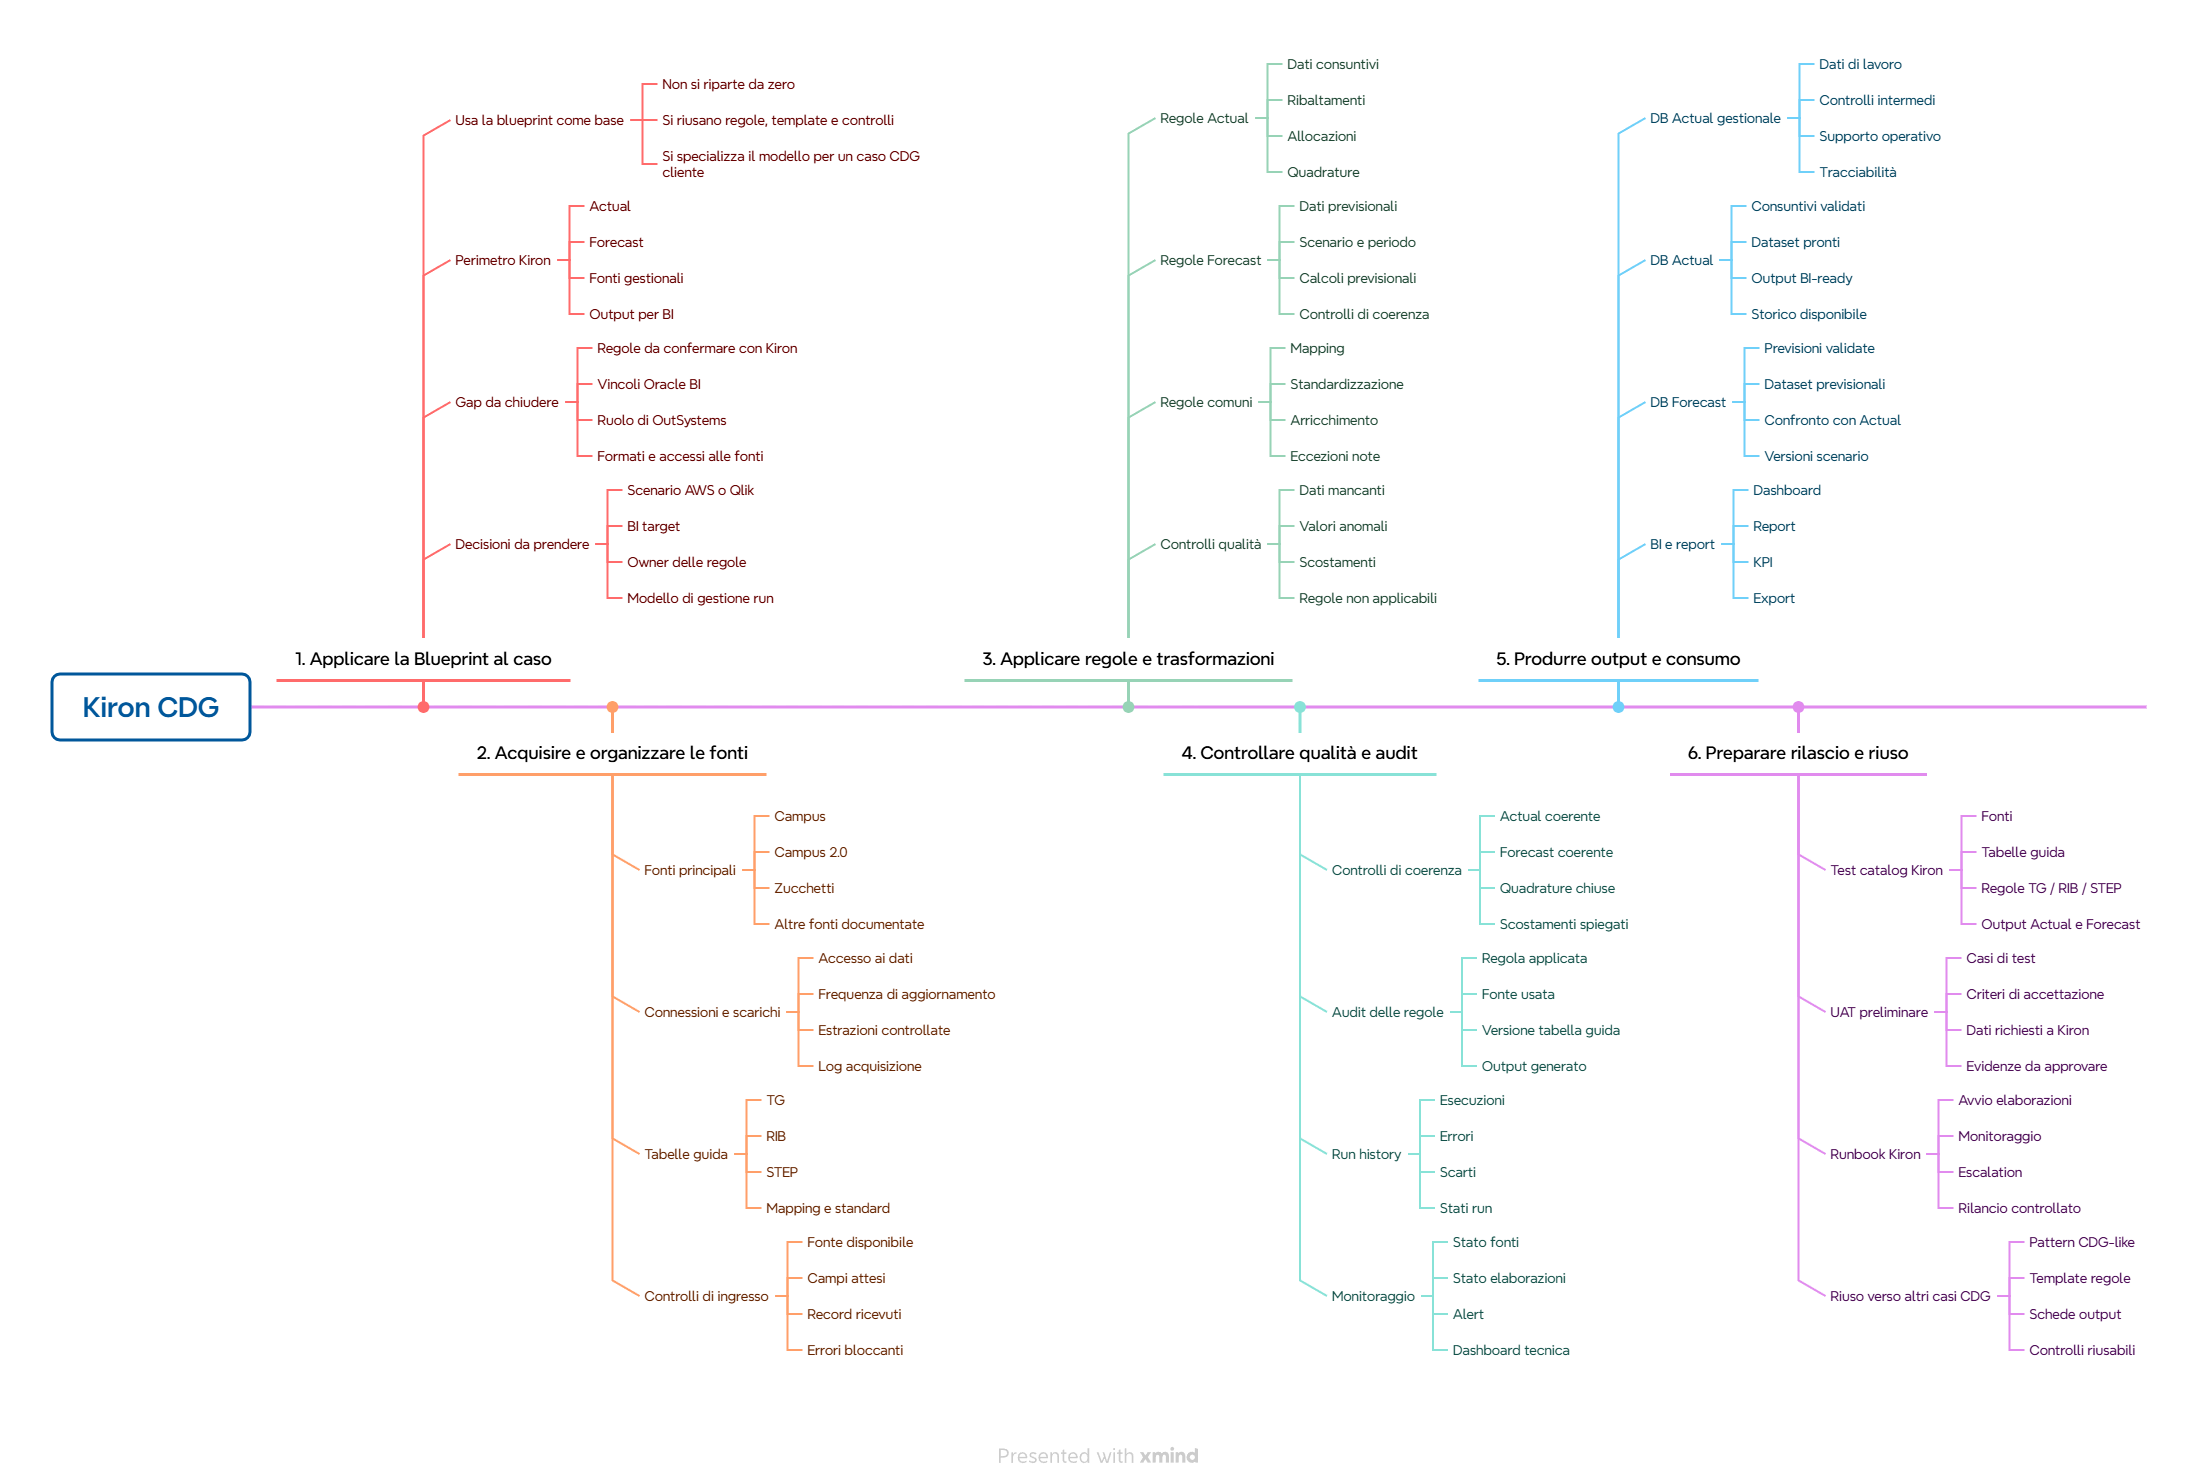 Kiron CDG
1. Applicare la Blueprint al caso
Usa la blueprint come base
Non si riparte da zero
Si riusano regole, template e controlli
Si specializza il modello per un caso CDG
cliente
Perimetro Kiron
Actual
Forecast
Fonti gestionali
Output per BI
Gap da chiudere
Regole da confermare con Kiron
Vincoli Oracle BI
Ruolo di OutSystems
Formati e accessi alle fonti
Decisioni da prendere
Scenario AWS o Qlik
BI target
Owner delle regole
Modello di gestione run
2. Acquisire e organizzare le fonti
Fonti principali
Campus
Campus 2.0
Zucchetti
Altre fonti documentate
Connessioni e scarichi
Accesso ai dati
Frequenza di aggiornamento
Estrazioni controllate
Log acquisizione
Tabelle guida
TG
RIB
STEP
Mapping e standard
Controlli di ingresso
Fonte disponibile
Campi attesi
Record ricevuti
Errori bloccanti
3. Applicare regole e trasformazioni
Regole Actual
Dati consuntivi
Ribaltamenti
Allocazioni
Quadrature
Regole Forecast
Dati previsionali
Scenario e periodo
Calcoli previsionali
Controlli di coerenza
Regole comuni
Mapping
Standardizzazione
Arricchimento
Eccezioni note
Controlli qualità
Dati mancanti
Valori anomali
Scostamenti
Regole non applicabili
4. Controllare qualità e audit
Controlli di coerenza
Actual coerente
Forecast coerente
Quadrature chiuse
Scostamenti spiegati
Audit delle regole
Regola applicata
Fonte usata
Versione tabella guida
Output generato
Run history
Esecuzioni
Errori
Scarti
Stati run
Monitoraggio
Stato fonti
Stato elaborazioni
Alert
Dashboard tecnica
5. Produrre output e consumo
DB Actual gestionale
Dati di lavoro
Controlli intermedi
Supporto operativo
Tracciabilità
DB Actual
Consuntivi validati
Dataset pronti
Output BI-ready
Storico disponibile
DB Forecast
Previsioni validate
Dataset previsionali
Confronto con Actual
Versioni scenario
BI e report
Dashboard
Report
KPI
Export
6. Preparare rilascio e riuso
Test catalog Kiron
Fonti
Tabelle guida
Regole TG / RIB / STEP
Output Actual e Forecast
UAT preliminare
Casi di test
Criteri di accettazione
Dati richiesti a Kiron
Evidenze da approvare
Runbook Kiron
Avvio elaborazioni
Monitoraggio
Escalation
Rilancio controllato
Riuso verso altri casi CDG
Pattern CDG-like
Template regole
Schede output
Controlli riusabili
Presented with xmind